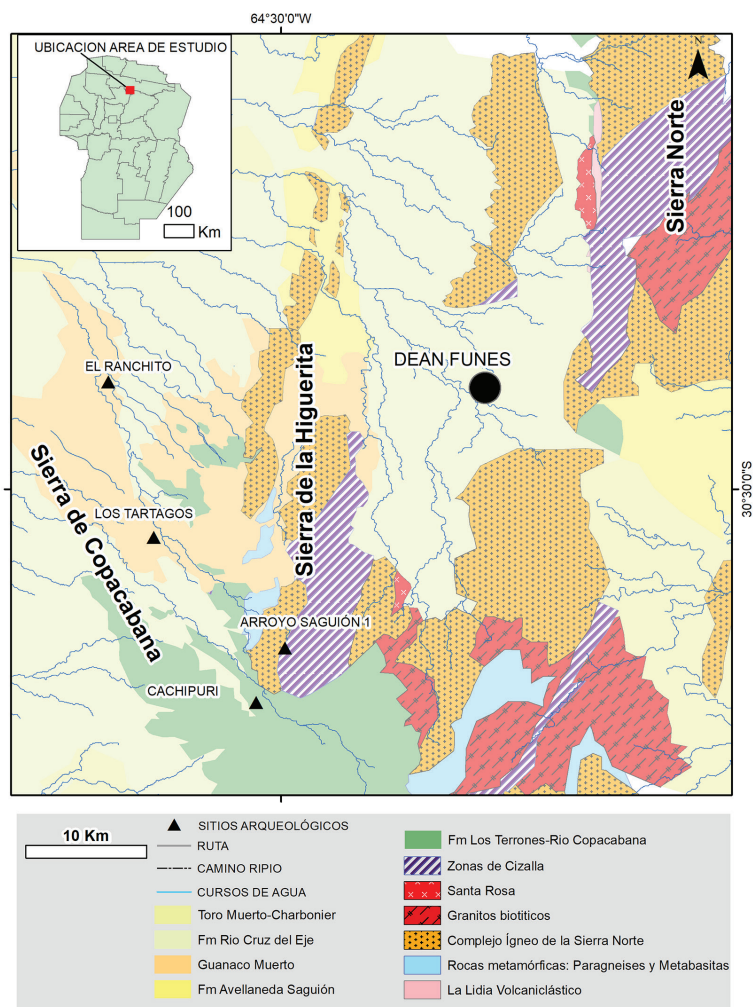 64°30'0"W
UBICACION AREA DE ESTUDIO
100
Km
N
Sierra Norte
EL RANCHITO
DEAN FUNES
Sierra de la Higuerita
30°30'0"S
Sierra de Copacabana
LOS TARTAGOS
ARROYO SAGUIÓN 1
CACHIPURI
10 Km
SITIOS ARQUEOLÓGICOS
RUTA
CAMINO RIPIO
CURSOS DE AGUA
Toro Muerto-Charbonier
Fm Rio Cruz del Eje
Guanaco Muerto
Fm Avellaneda Saguión
Fm Los Terrones-Rio Copacabana
Zonas de Cizalla
Santa Rosa
Granitos biotiticos
Complejo Ígneo de la Sierra Norte
Rocas metamórficas: Paragneises y Metabasitas
La Lidia Volcaniclástico